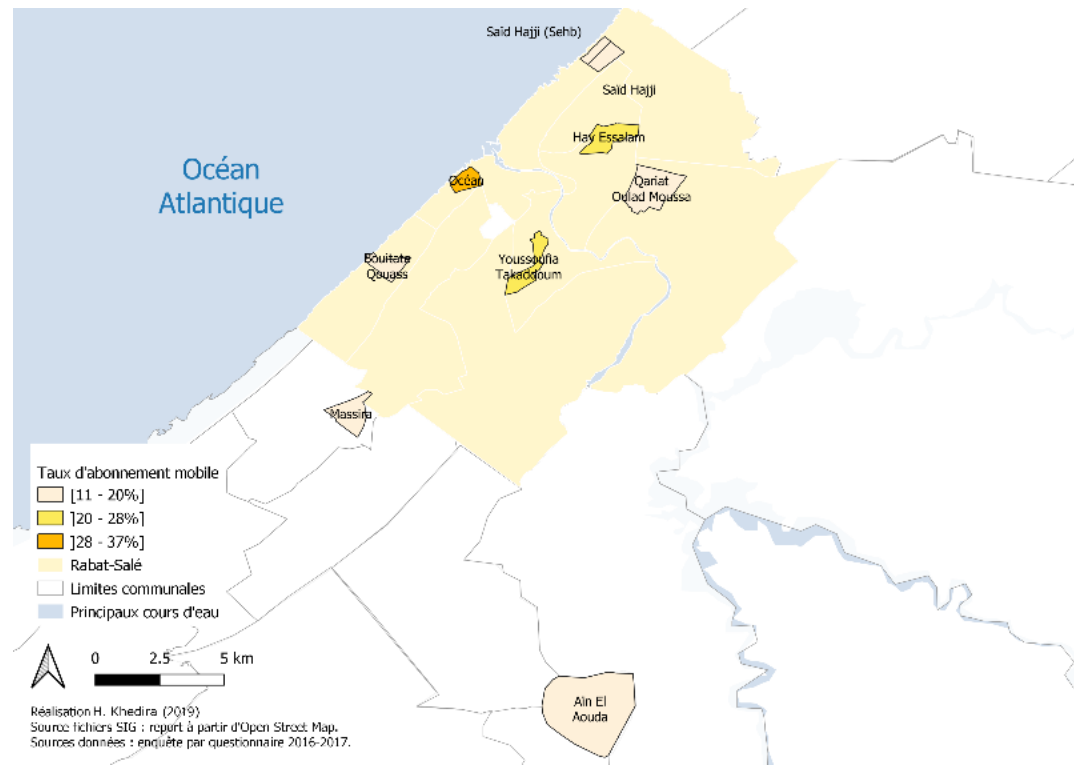 Saïd Hajji (Sehb)
Saïd Hajji
Hay Essalam
Océan
Atlantique
Océan
Qariat
Oulad Moussa
Bouitate
Qouass
Youssoufia
Takaddoum
Massira
Taux d'abonnement mobile
[11 - 20%]
]20 - 28%]
]28 - 37%]
Rabat-Salé
Limites communales
Principaux cours d'eau
0 2.5 5 km
Aïn El
Aouda
Réalisation H. Khedira (2019)
Source fichiers SIG : report à partir d'Open Street Map.
Sources données : enquête par questionnaire 2016-2017.